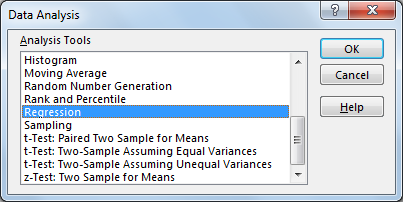 Data Analysis
Analysis Tools
Histogram
Moving Average
Random Number Generation
Rank and Percentile
Regression
Sampling
t-Test: Paired Two Sample for Means
t-Test: Two-Sample Assuming Equal Variances
t-Test: Two-Sample Assuming Unequal Variances
z-Test: Two Sample for Means
OK
Cancel
Help